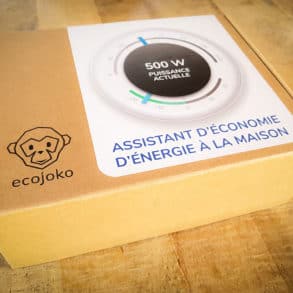 500 W
PUISSANCE
ACTUELLE
ASSISTANT D'ÉCONOMIE
D'ÉNERGIE À LA MAISON
ecojoko